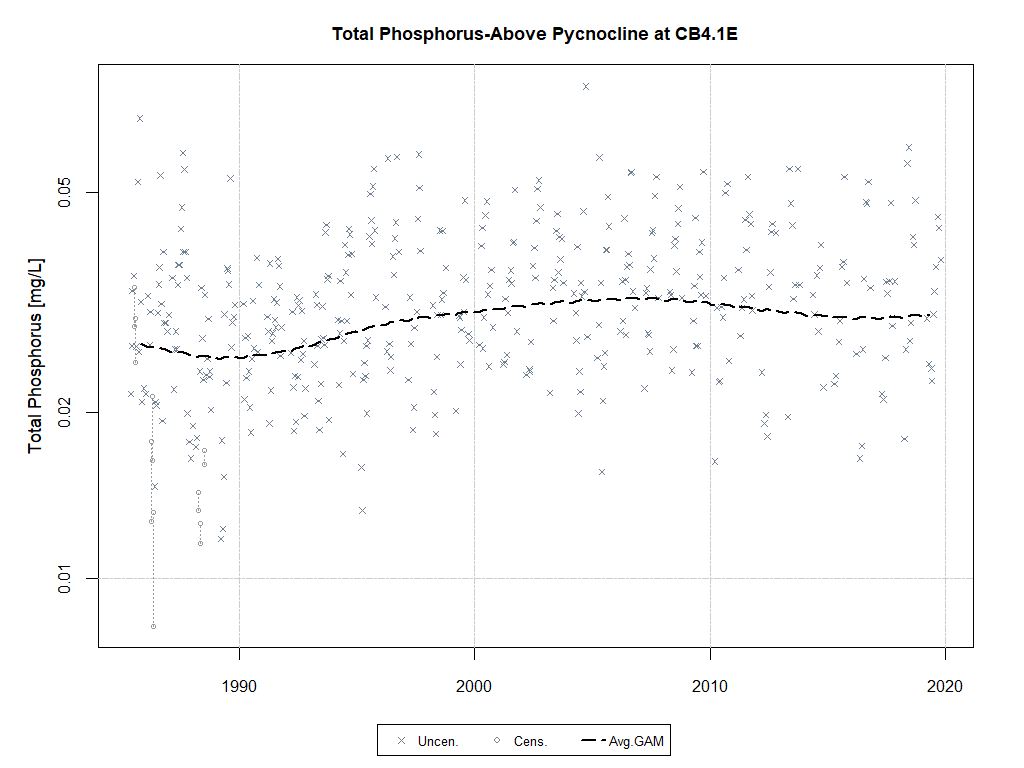 Total Phosphorus-Above Pycnocline at CB4.1E
Total Phosphorus [mg/L]
0.05
0.02
0.01
1990 2000 2010 2020
Uncen. Cens. Avg.GAM